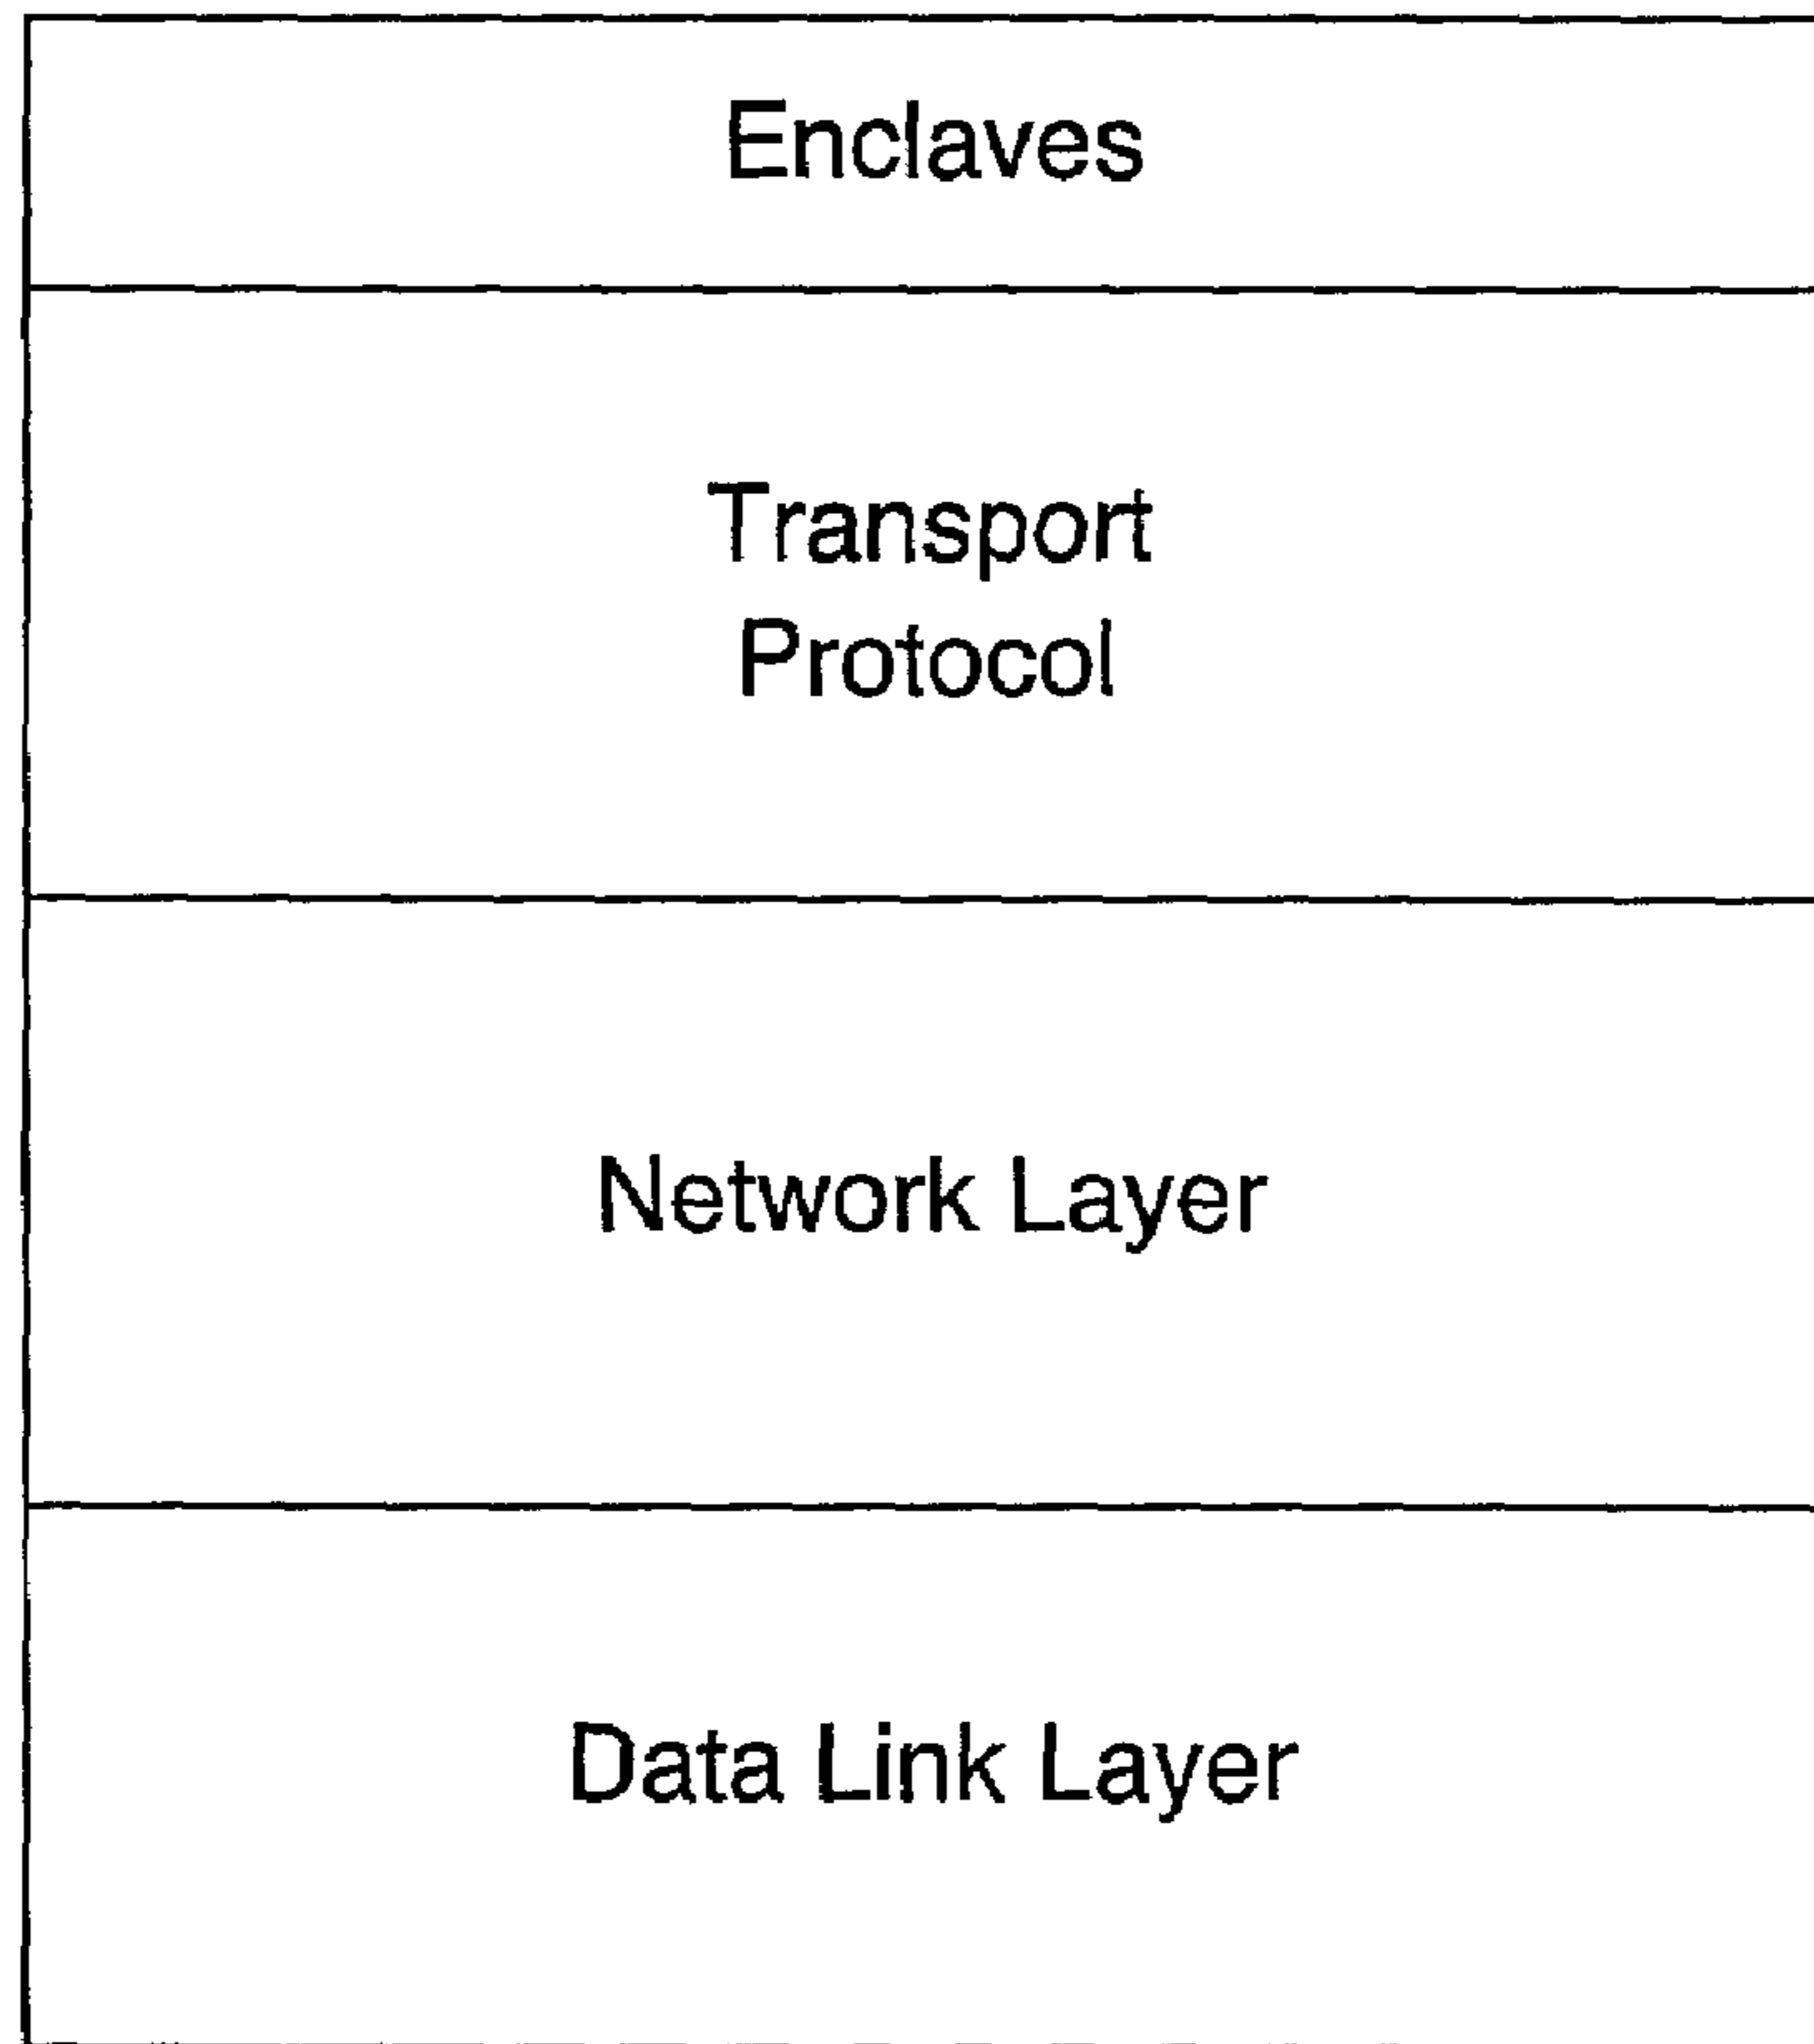 Enclaves
Transport
Protocol
Network Layer
Data Link Layer